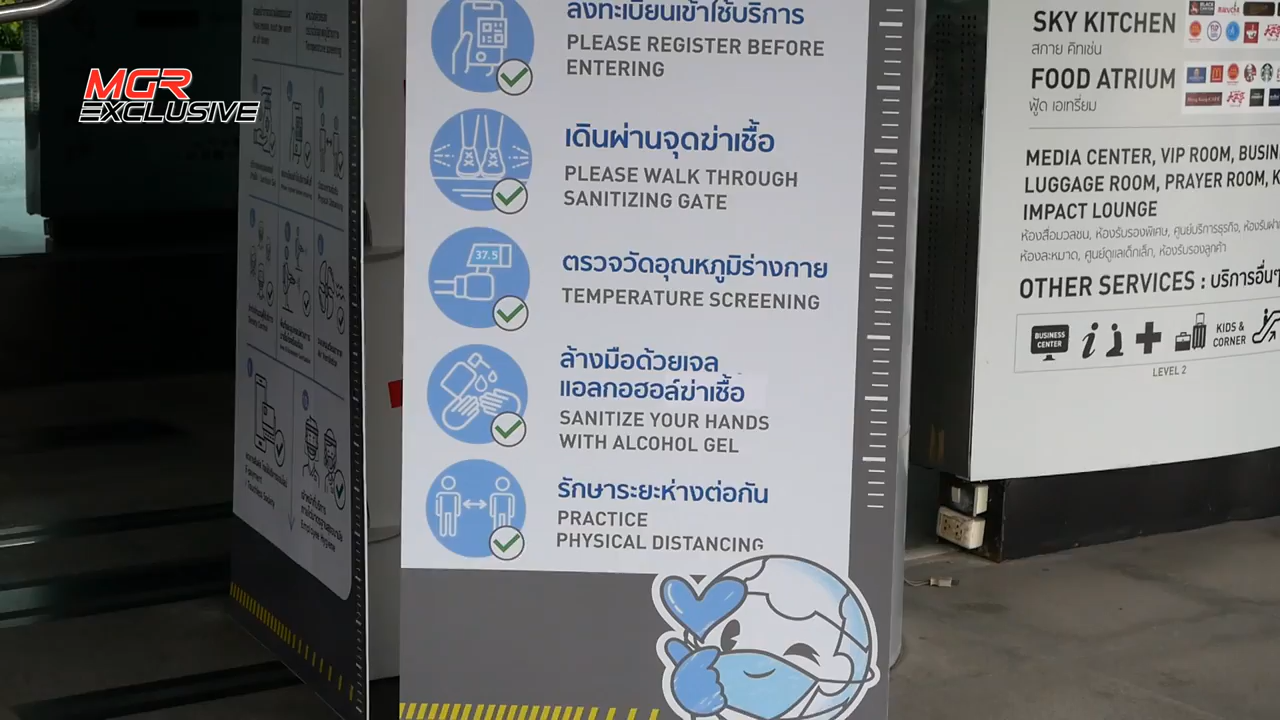 MGR
EXCLUSIVE
ลงทะเบียนเข้าใช้บริการ
PLEASE REGISTER BEFORE
ENTERING
เดินผ่านจุดฆ่าเชื้อ
PLEASE WALK THROUGH
SANITIZING GATE
37.5
ตรวจวัดอุณหภูมิร่างกาย
TEMPERATURE SCREENING
ล้างมือด้วยเจล
แอลกอฮอล์ฆ่าเชื้อ
SANITIZE YOUR HANDS
WITH ALCOHOL GEL
รักษาระยะห่างต่อกัน
PRACTICE
PHYSICAL DISTANCING
SKY KITCHEN
สกาย คิทเช่น
FOOD ATRIUM
ฟู้ด เอเทรี่ยม
MEDIA CENTER, VIP ROOM, BUSIN
LUGGAGE ROOM, PRAYER ROOM, K
IMPACT LOUNGE
ห้องสื่อมวลชน, ห้องรับรองพิเศษ, ศูนย์บริการธุรกิจ, ห้องรับฝา
ห้องละหมาด, ศูนย์ดูแลเด็กเล็ก, ห้องรับรองลูกค้า
OTHER SERVICES : บริการอื่นๆ
BUSINESS
CENTER
KIDS &
CORNER
LEVEL 2